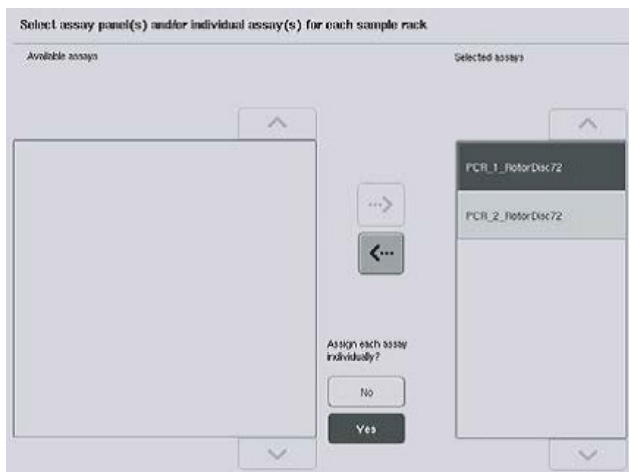 Select assay panel(s) and/or individual assay(s) for each sample rack
Available assays
Selected assays
PCR_1_RotorDisc72
PCR_2_RotorDisc72
Assign each assay
individually?
No
Yes